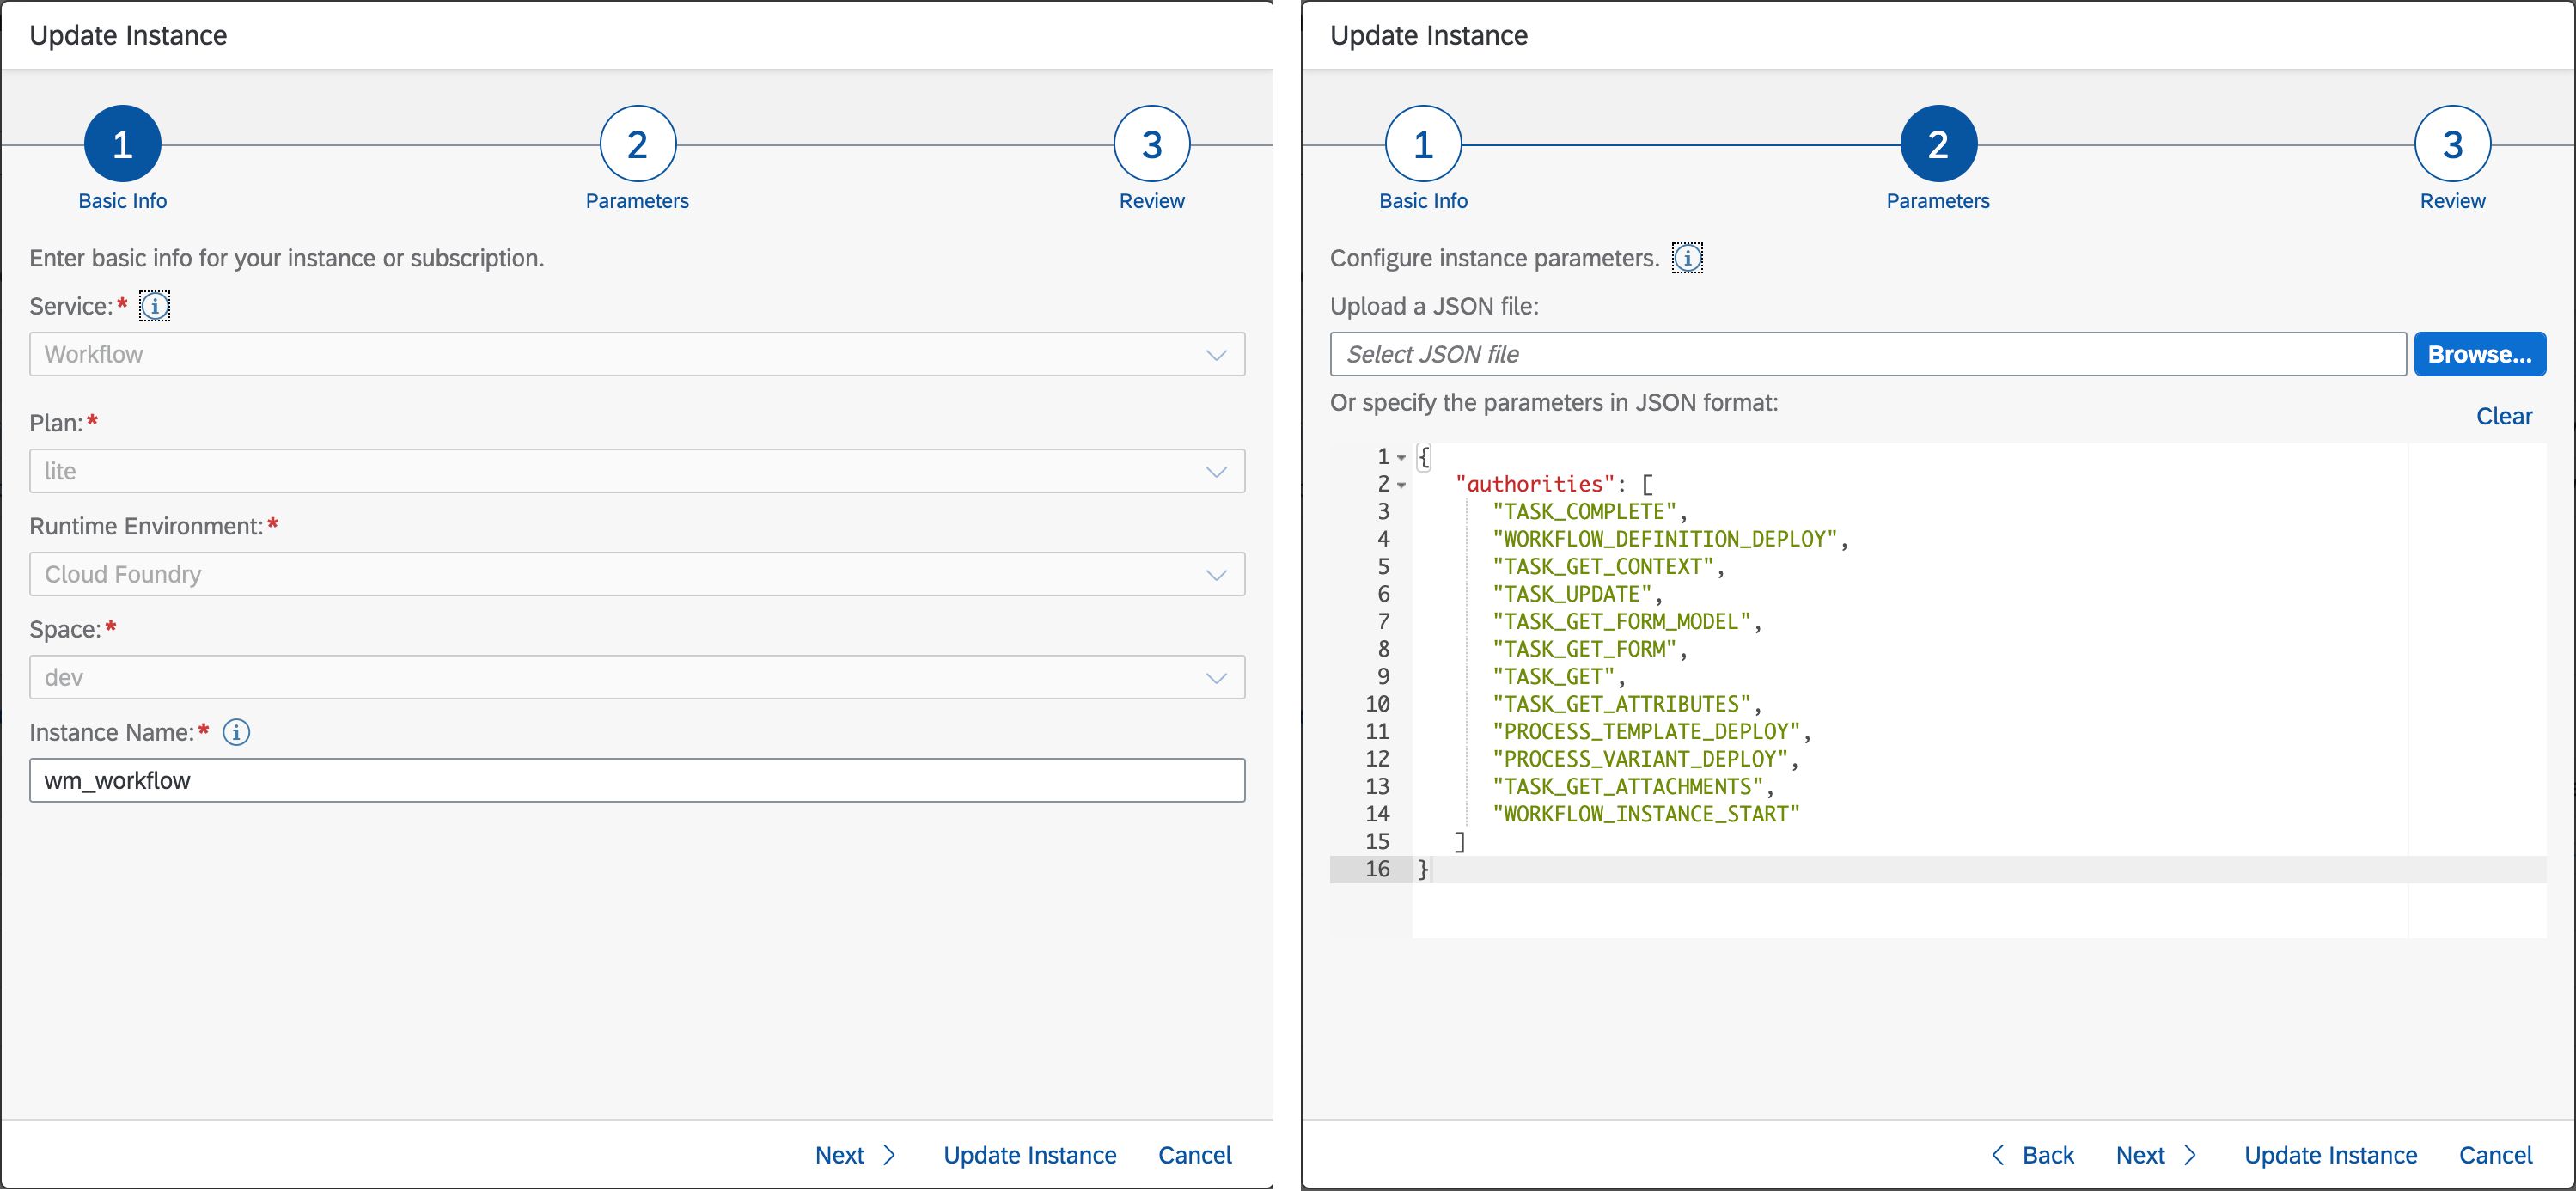 Update Instance
1
2
3
Basic Info
Parameters
Review
Enter basic info for your instance or subscription.
Service:*
Workflow
Plan:*
lite
Runtime Environment:*
Cloud Foundry
Space:*
dev
Instance Name:*
wm_workflow
Next
Update Instance
Cancel
Update Instance
1
2
3
Basic Info
Parameters
Review
Configure instance parameters.
Upload a JSON file:
Select JSON file
Browse...
Or specify the parameters in JSON format:
Clear
1 {
2 "authorities": [
3 "TASK_COMPLETE",
4 "WORKFLOW_DEFINITION_DEPLOY",
5 "TASK_GET_CONTEXT",
6 "TASK_UPDATE",
7 "TASK_GET_FORM_MODEL",
8 "TASK_GET_FORM",
9 "TASK_GET",
10 "TASK_GET_ATTRIBUTES",
11 "PROCESS_TEMPLATE_DEPLOY",
12 "PROCESS_VARIANT_DEPLOY",
13 "TASK_GET_ATTACHMENTS",
14 "WORKFLOW_INSTANCE_START"
15 ]
16 }
Back
Next
Update Instance
Cancel